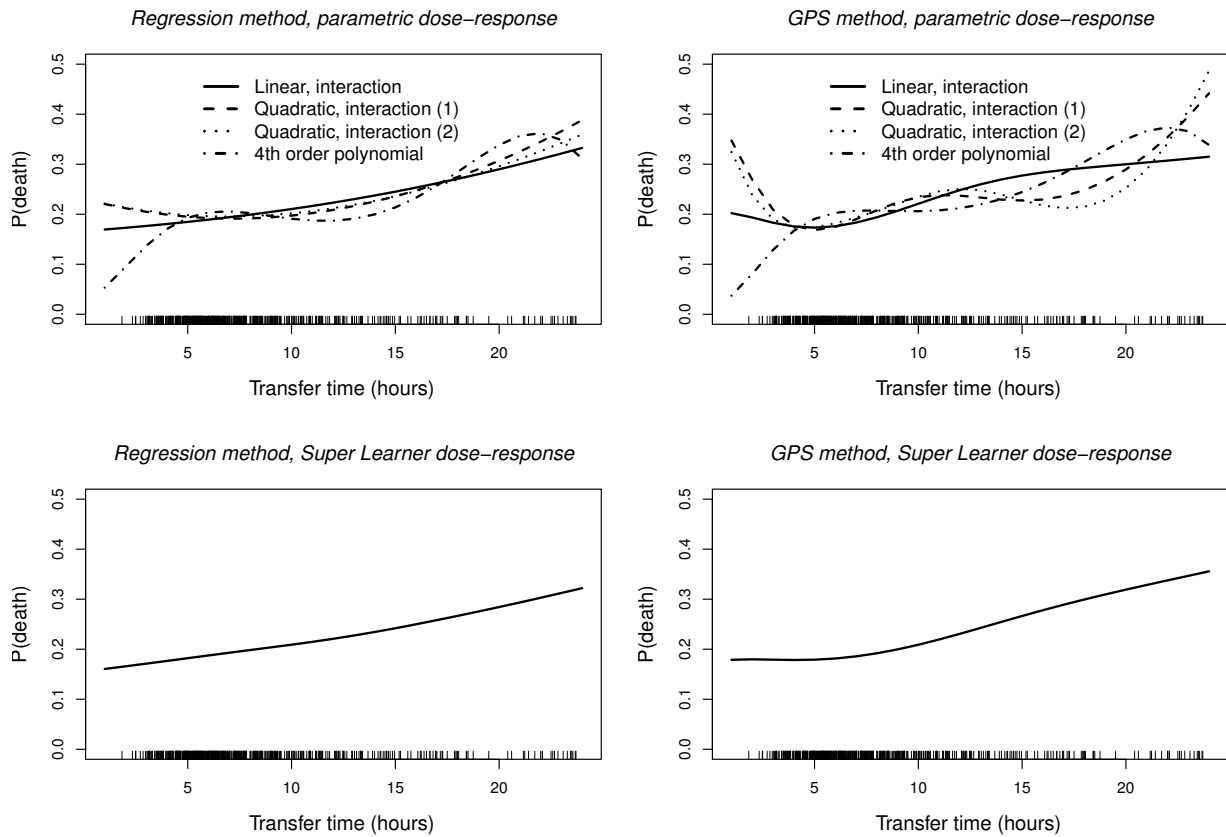 Regression method, parametric dose−response
P(death)
0.5
0.4
0.3
0.2
0.1
0.0
Linear, interaction
Quadratic, interaction (1)
Quadratic, interaction (2)
4th order polynomial
5 10 15 20
Transfer time (hours)
GPS method, parametric dose−response
P(death)
0.5
0.4
0.3
0.2
0.1
0.0
Linear, interaction
Quadratic, interaction (1)
Quadratic, interaction (2)
4th order polynomial
5 10 15 20
Transfer time (hours)
Regression method, Super Learner dose−response
P(death)
0.5
0.4
0.3
0.2
0.1
0.0
5 10 15 20
Transfer time (hours)
GPS method, Super Learner dose−response
P(death)
0.5
0.4
0.3
0.2
0.1
0.0
5 10 15 20
Transfer time (hours)